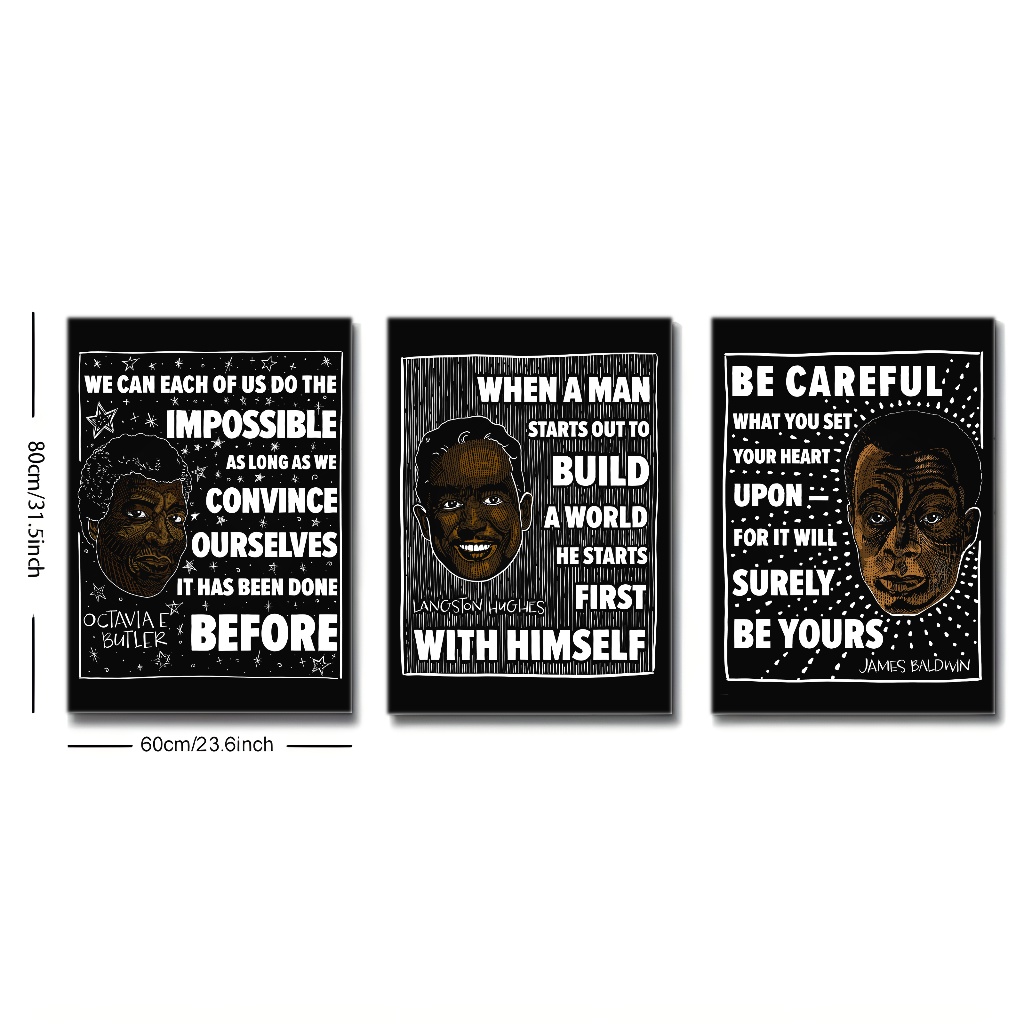 80cm/31.5inch
WE CAN EACH OF US DO THE
IMPOSSIBLE
AS LONG AS WE
CONVINCE
OURSELVES
IT HAS BEEN DONE
BEFORE
OCTAVIA E.
BUTLER
60cm/23.6inch
WHEN A MAN
STARTS OUT TO
BUILD
A WORLD
HE STARTS
FIRST
LANGSTON HUGHES
WITH HIMSELF
BE CAREFUL
WHAT YOU SET
YOUR HEART
UPON —
FOR IT WILL
SURELY
BE YOURS
JAMES BALDWIN